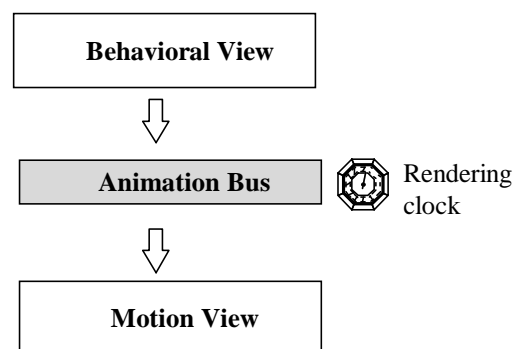 Behavioral View
Animation Bus
Rendering
clock
Motion View